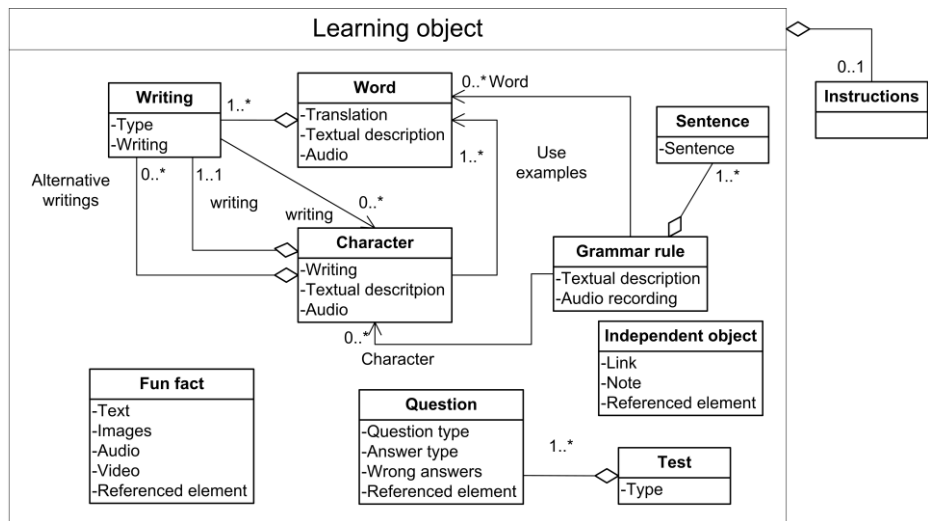 Learning object
0..1
Instructions
Writing
-Type
-Writing
1..*
Word
-Translation
-Textual description
-Audio
0..* Word
Sentence
-Sentence
1..*
Alternative
writings
0..*
1..1
writing
writing
0..*
1..*
Use
examples
Character
-Writing
-Textual descritpion
-Audio
Grammar rule
-Textual description
-Audio recording
0..*
Character
Independent object
-Link
-Note
-Referenced element
Fun fact
-Text
-Images
-Audio
-Video
-Referenced element
Question
-Question type
-Answer type
-Wrong answers
-Referenced element
1..*
Test
-Type